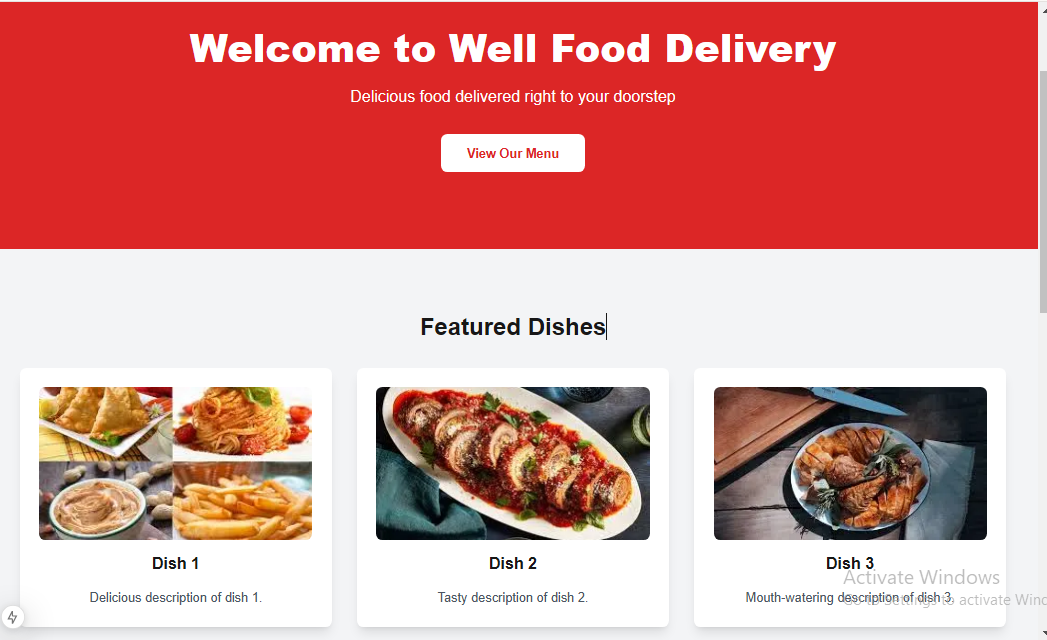 Welcome to Well Food Delivery
Delicious food delivered right to your doorstep
View Our Menu
Featured Dishes
Dish 1
Dish 2
Dish 3
Delicious description of dish 1.
Tasty description of dish 2.
Mouth-watering description of dish 3.
Activate Windows
Go to Settings to activate